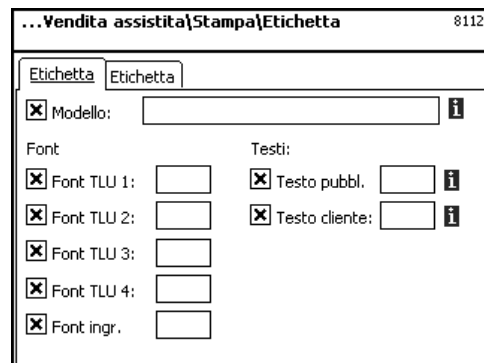 ...Vendita assistita\Stampa\Etichetta 8112
Etichetta Etichetta
Modello:
Font Testi:
Font TLU 1: Testo pubbl.
Font TLU 2: Testo cliente:
Font TLU 3:
Font TLU 4:
Font ingr.